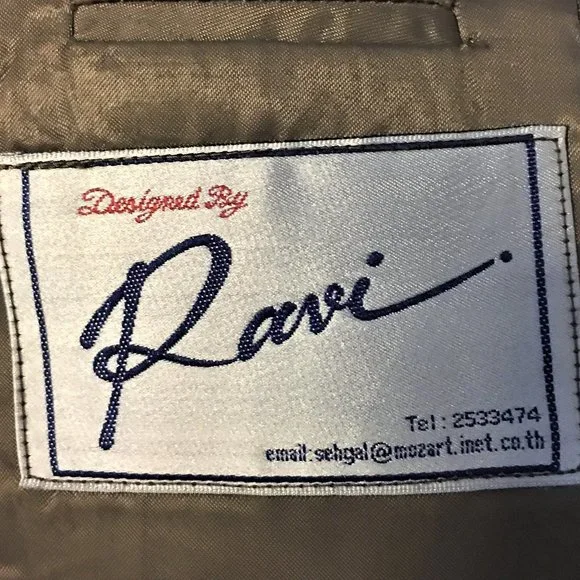 Designed By
Ravi
Tel: 2533474
email:sehgal@mozart.inet.co.th